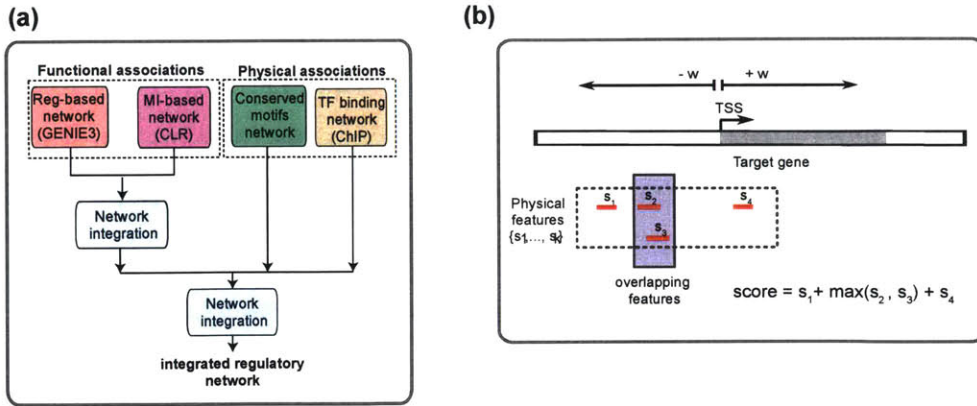 (a)
Functional associations
Physical associations
Reg-based
network
(GENIE3)
MI-based
network
(CLR)
Conserved
motifs
network
TF binding
network
(ChIP)
Network
integration
Network
integration
integrated regulatory
network
(b)
- w
+ w
TSS
Target gene
Physical
features
{s1,..., sk}
s1
s2
s3
s4
overlapping
features
score = s1+ max(s2 , s3) + s4